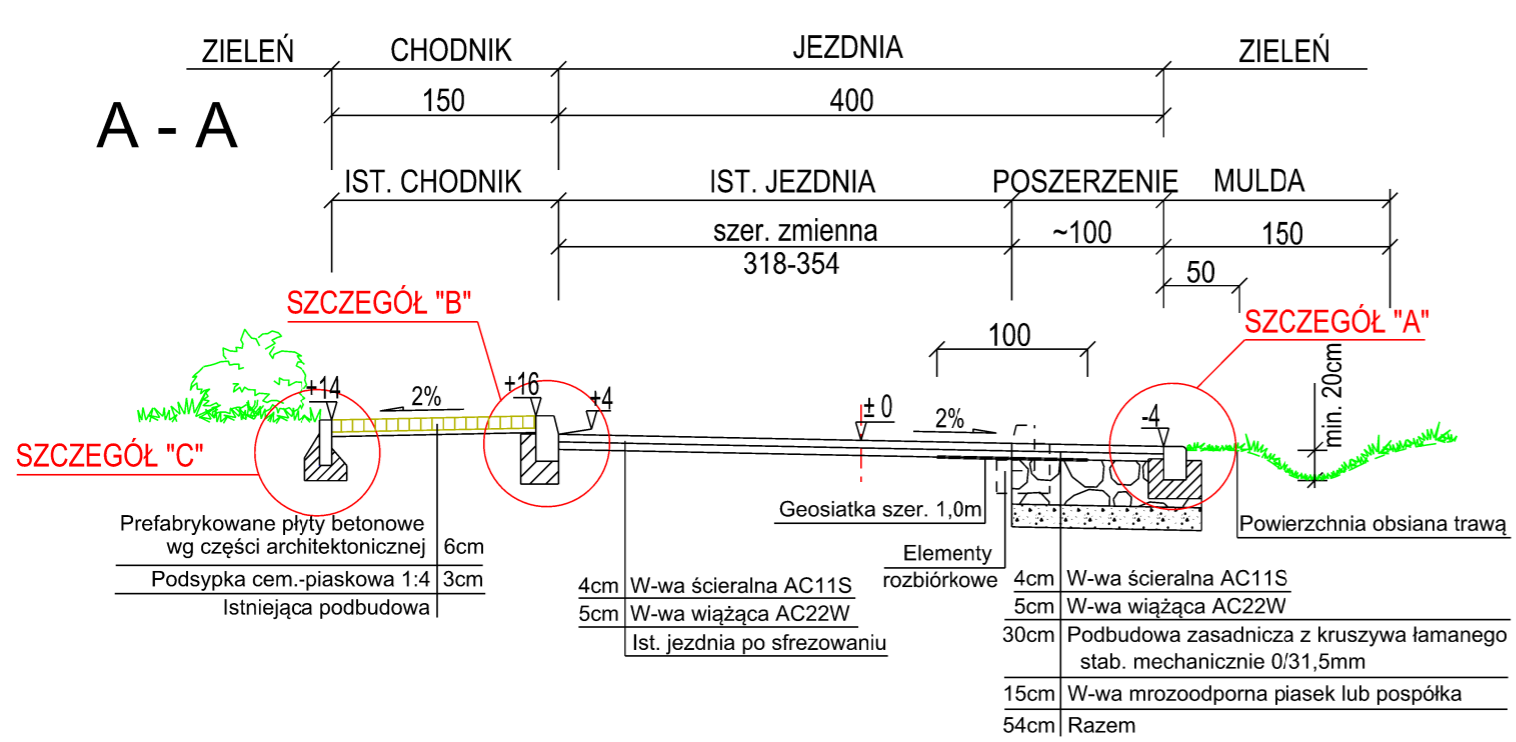 ZIELEŃ CHODNIK JEZDNIA ZIELEŃ
150 400
A - A
IST. CHODNIK IST. JEZDNIA POSZERZENIE MULDA
szer. zmienna ~100 150
318-354
50
SZCZEGÓŁ "B"
SZCZEGÓŁ "A"
100
min. 20cm
+14 2% +16 +4 ±0 2% -4
SZCZEGÓŁ "C"
Geosiatka szer. 1,0m
Powierzchnia obsiana trawą
Prefabrykowane płyty betonowe
wg części architektonicznej 6cm
Podsypka cem.-piaskowa 1:4 3cm
Istniejąca podbudowa
Elementy
rozbiórkowe
4cm W-wa ścieralna AC11S
5cm W-wa wiążąca AC22W
Ist. jezdnia po sfrezowaniu
4cm W-wa ścieralna AC11S
5cm W-wa wiążąca AC22W
30cm Podbudowa zasadnicza z kruszywa łamanego
stab. mechanicznie 0/31,5mm
15cm W-wa mrozoodporna piasek lub pospółka
54cm Razem